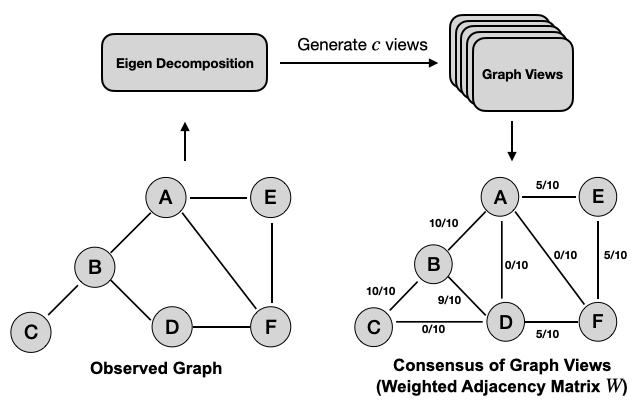 Eigen Decomposition
Generate c views
Graph Views
A
E
B
C
D
F
Observed Graph
A
5/10
E
10/10
B
0/10
0/10
5/10
10/10
9/10
C
0/10
D
5/10
F
Consensus of Graph Views
(Weighted Adjacency Matrix W)